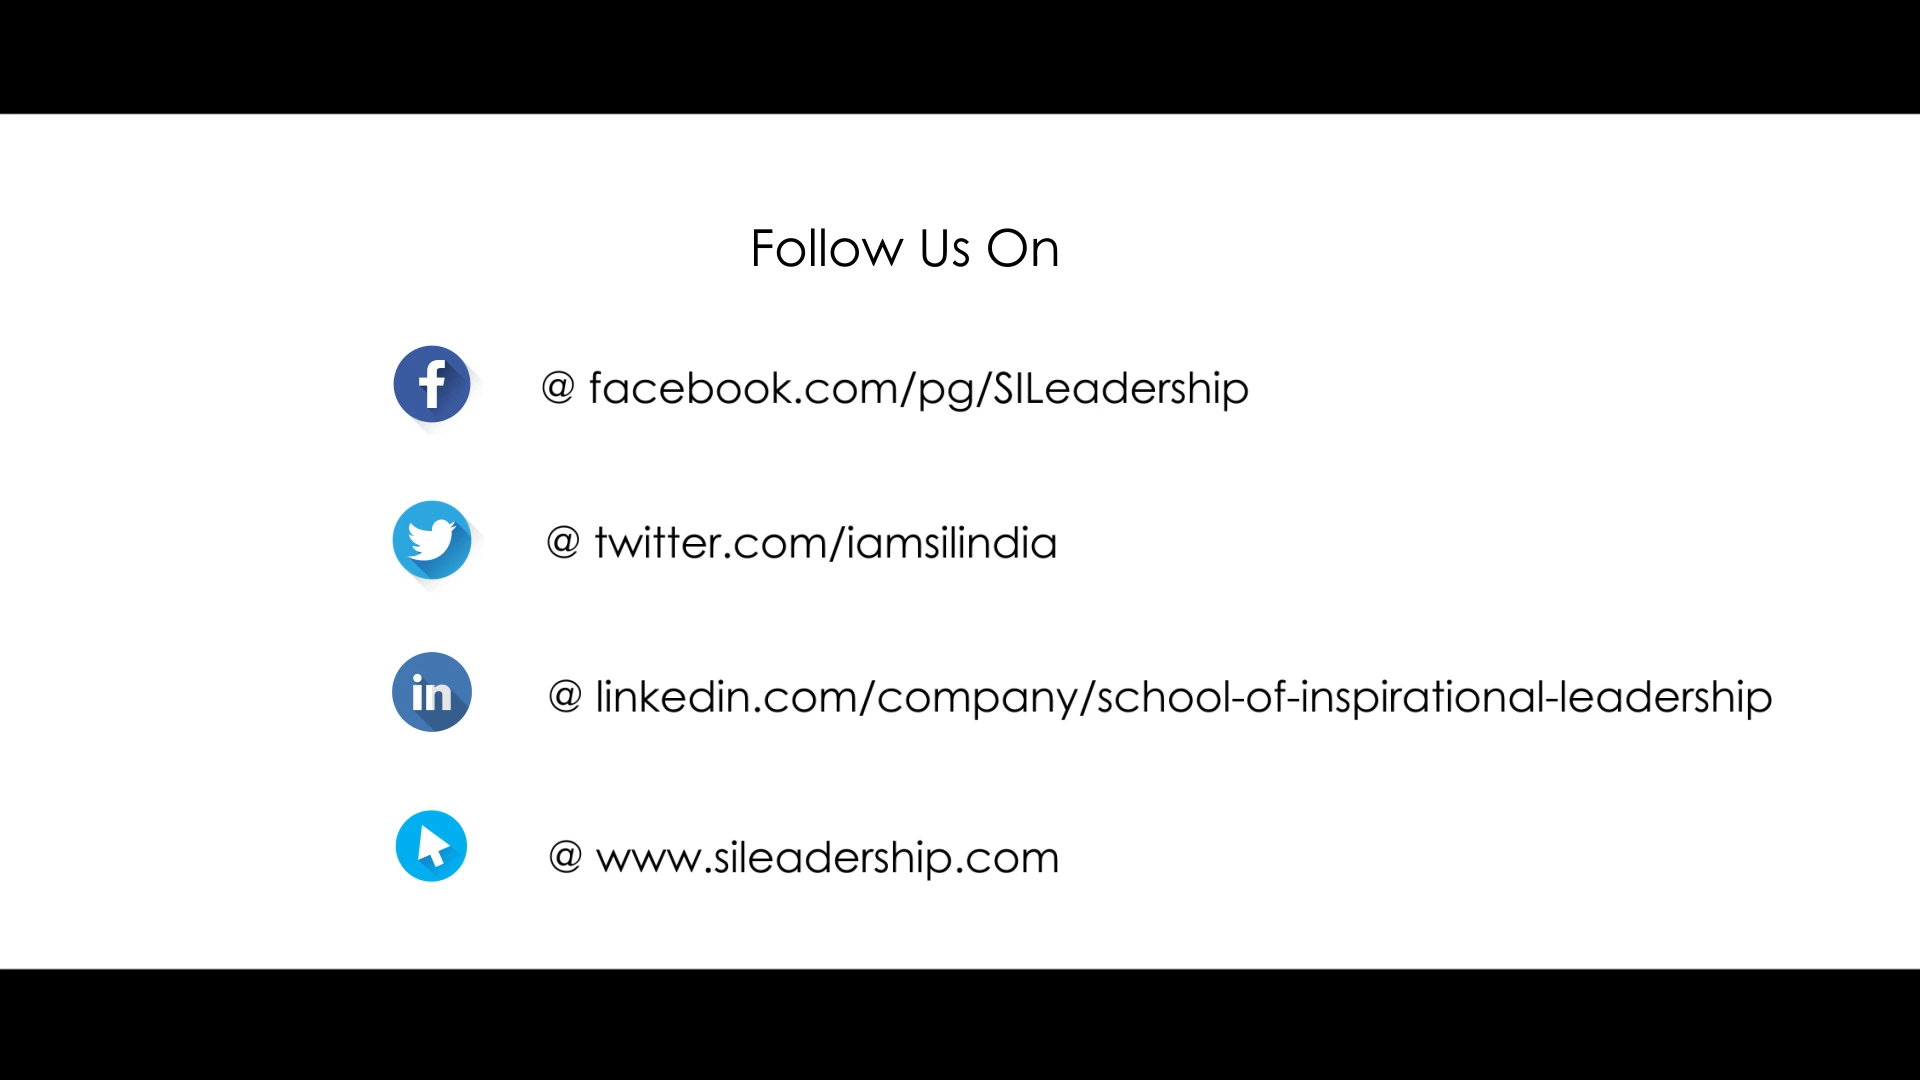 Follow Us On
@ facebook.com/pg/SILeadership
@ twitter.com/iamsilindia
in @ linkedin.com/company/school-of-inspirational-leadership
@ www.sileadership.com